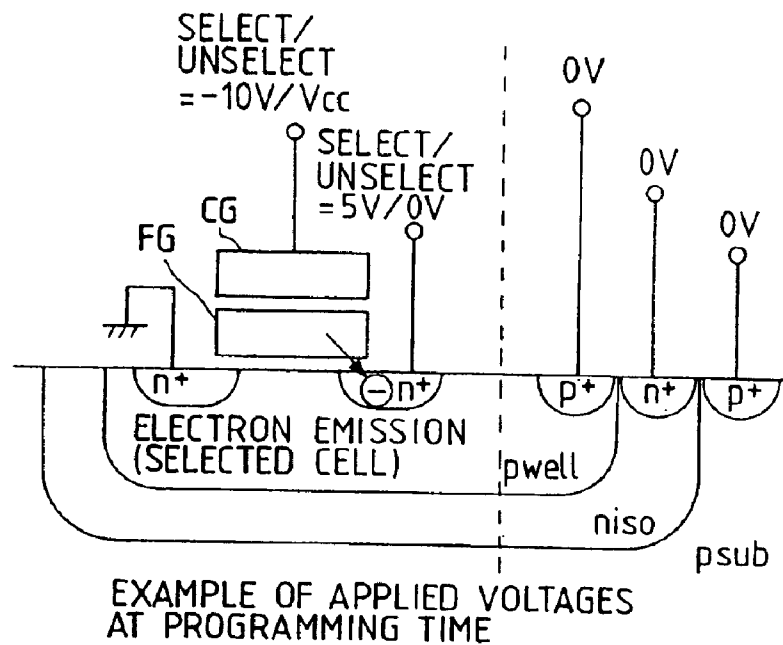 SELECT/
UNSELECT
=-10V/Vcc
SELECT/
UNSELECT
=5V/0V
0V
0V
0V
CG
FG
n+
n+
p+
n+
p+
ELECTRON EMISSION
(SELECTED CELL)
pwell
niso
psub
EXAMPLE OF APPLIED VOLTAGES
AT PROGRAMMING TIME